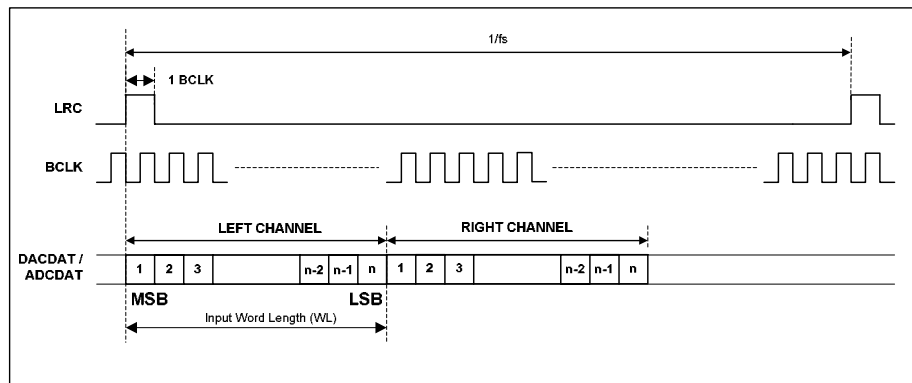 1/fs
1 BCLK
LRC
BCLK
LEFT CHANNEL RIGHT CHANNEL
DACDAT /
ADCDAT
1 2 3 n-2 n-1 n 1 2 3 n-2 n-1 n
MSB LSB
Input Word Length (WL)